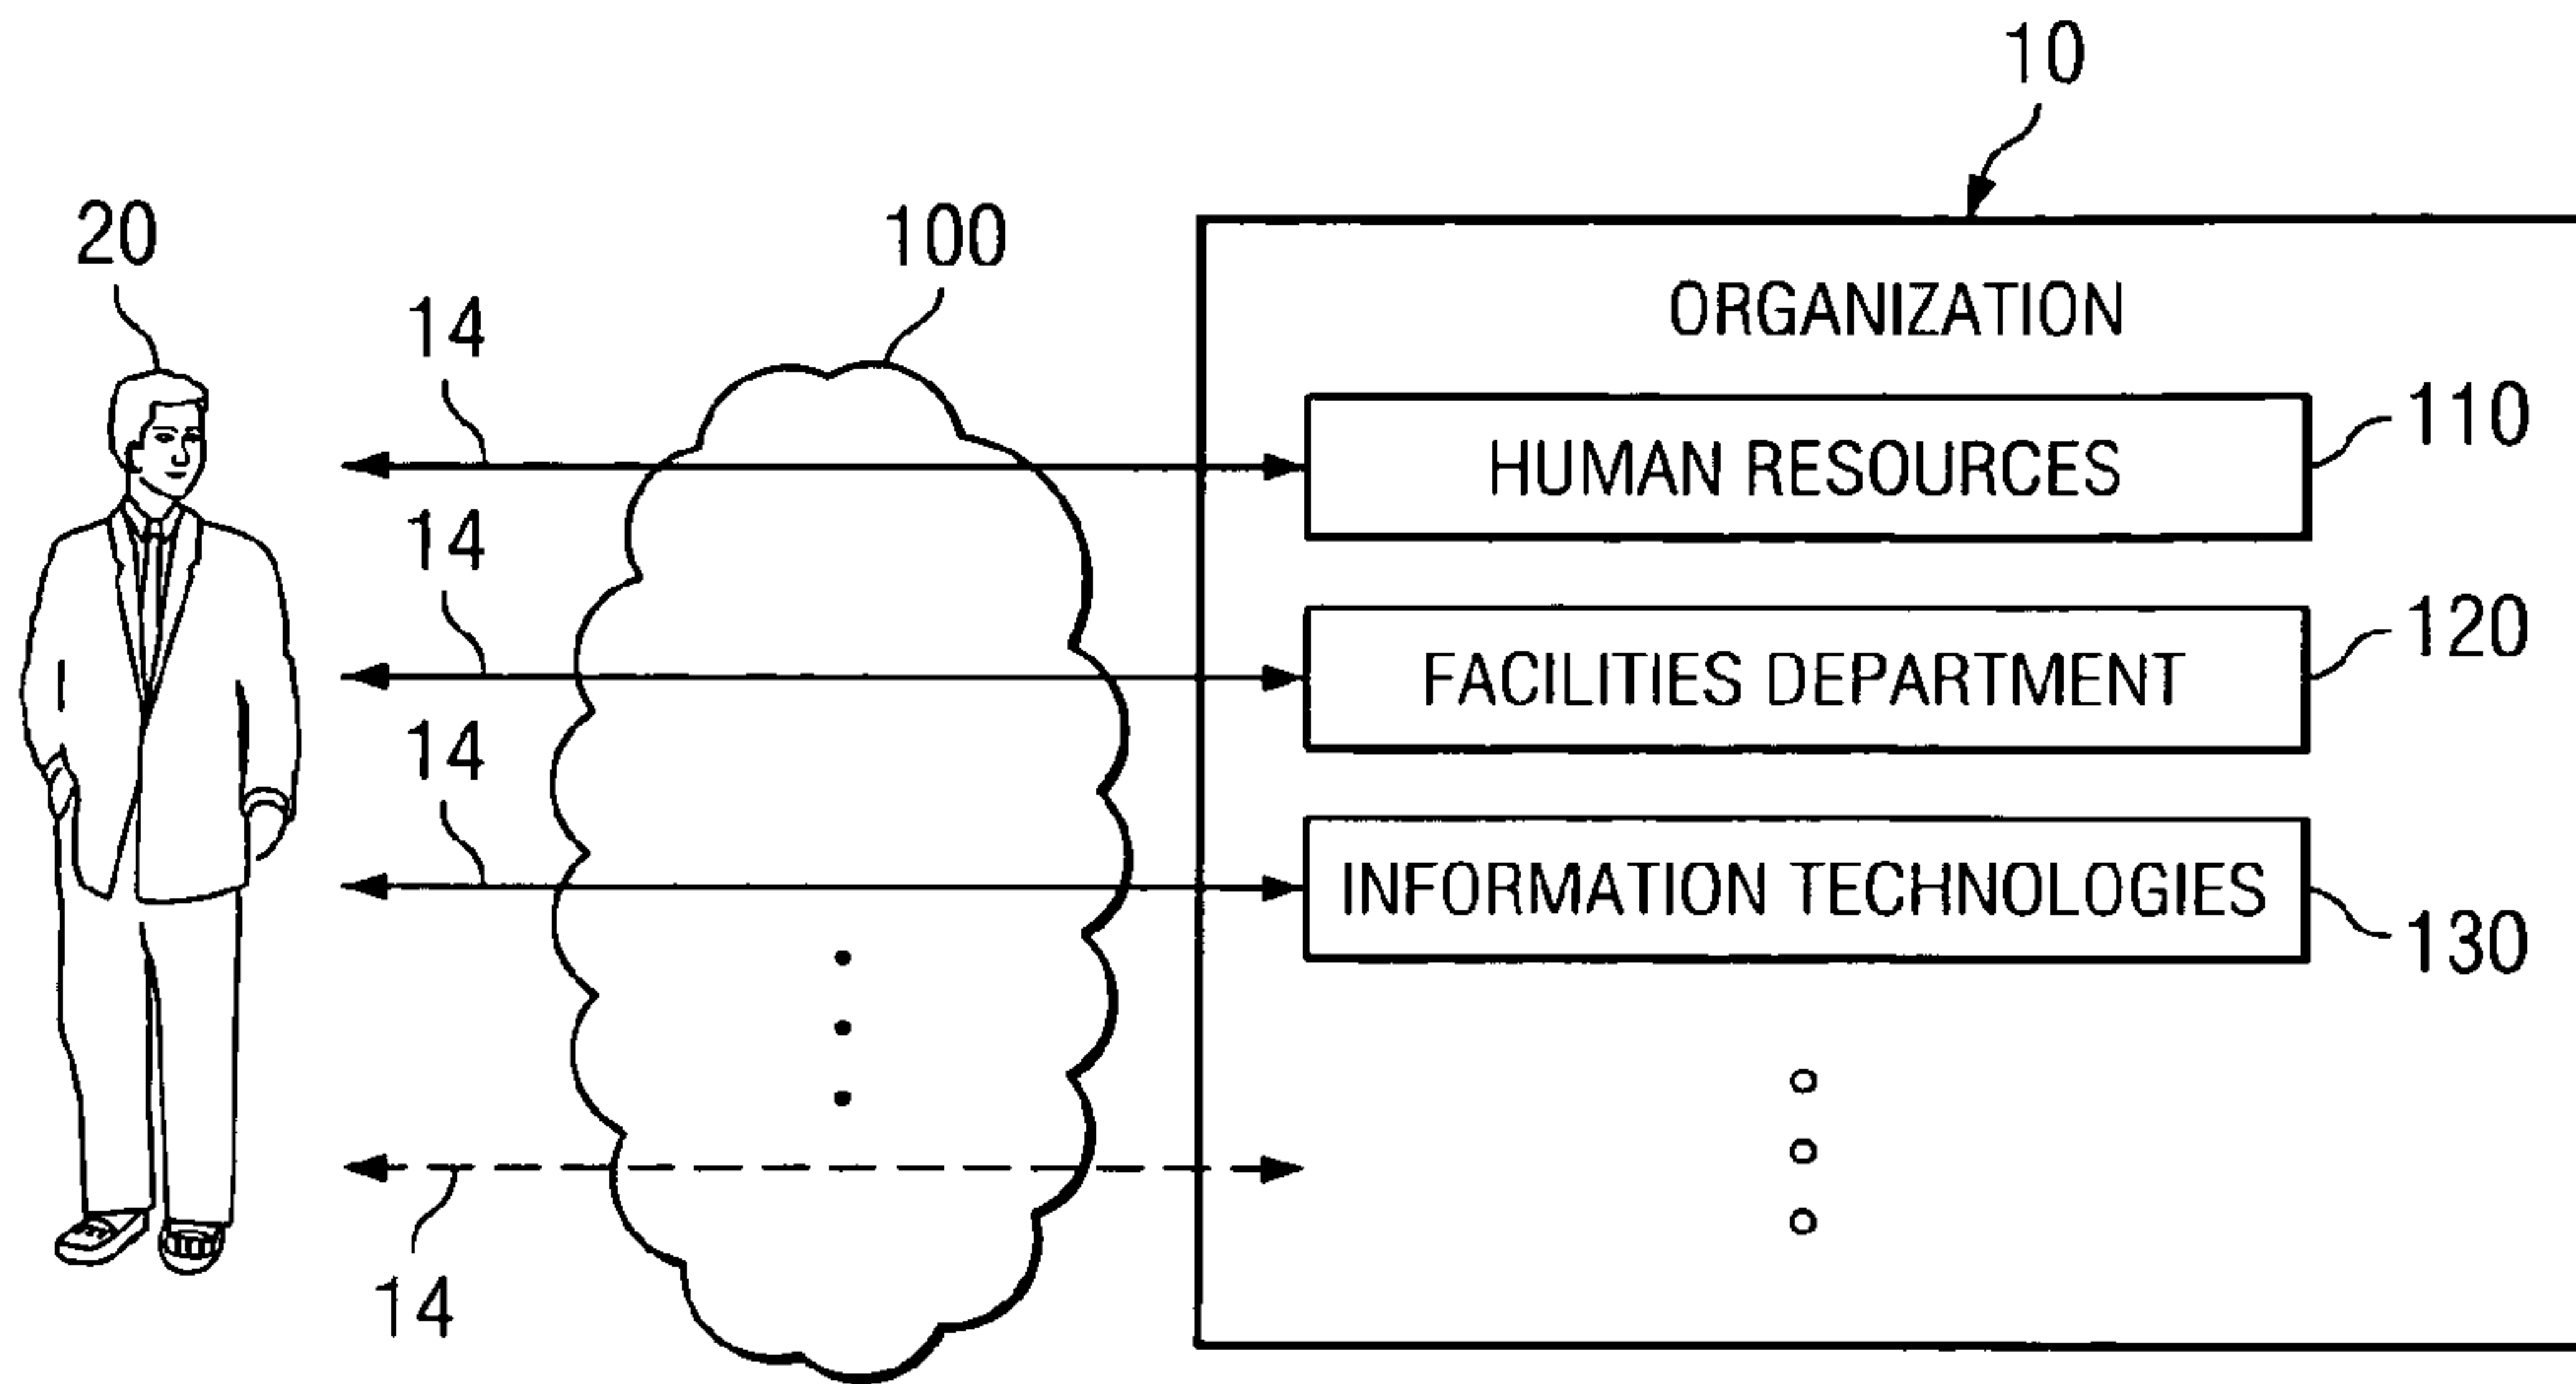 10
20
100
14
ORGANIZATION
110
HUMAN RESOURCES
14
120
FACILITIES DEPARTMENT
14
INFORMATION TECHNOLOGIES
130
14